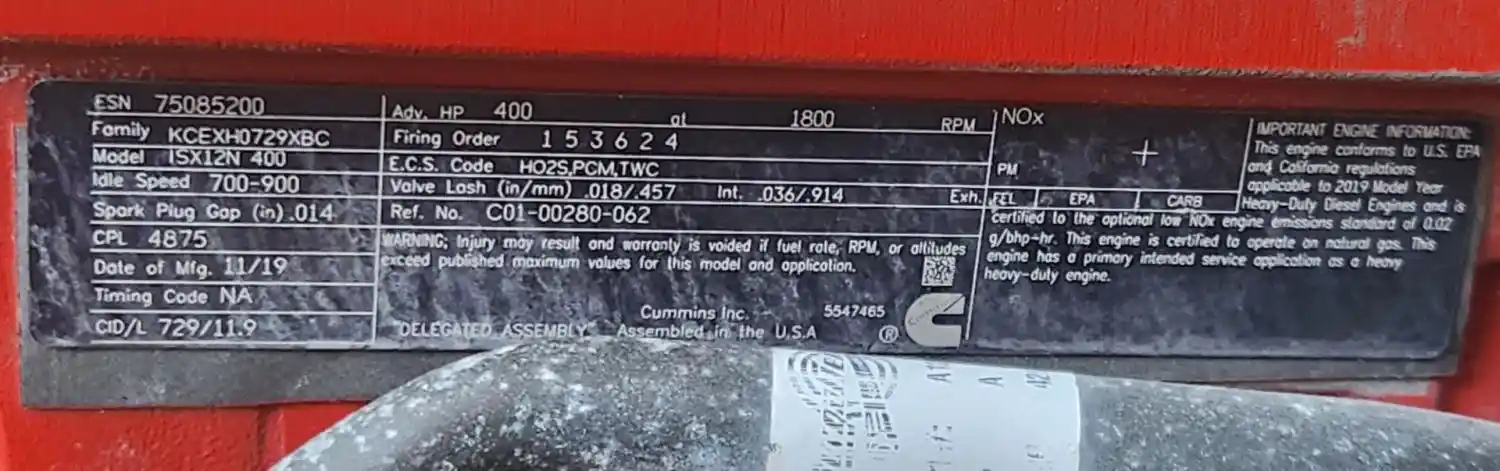 ESN 75085200
Family KCEXH0729XBC
Model ISX12N 400
Idle Speed 700-900
Spark Plug Gap (in) .014
CPL 4875
Date of Mfg. 11/19
Timing Code NA
CID/L 729/11.9
Adv. HP 400 at 1800 RPM
Firing Order 1 5 3 6 2 4
E.C.S. Code HO2S,PCM,TWC
Valve Lash (in/mm) .018/.457 Int. .036/.914 Exh.
Ref. No. C01-00280-062
WARNING: Injury may result and warranty is voided if fuel rate, RPM, or altitudes
exceed published maximum values for this model and application.
Cummins Inc. 5547465
"DELEGATED ASSEMBLY" Assembled in the U.S.A ®
NOx
PM
FEL EPA CARB
IMPORTANT ENGINE INFORMATION:
This engine conforms to U.S. EPA
and California regulations
applicable to 2019 Model Year
Heavy-Duty Diesel Engines and is
certified to the optional low NOx engine emissions standard of 0.02
g/bhp-hr. This engine is certified to operate on natural gas. This
engine has a primary intended service application as a heavy
heavy-duty engine.